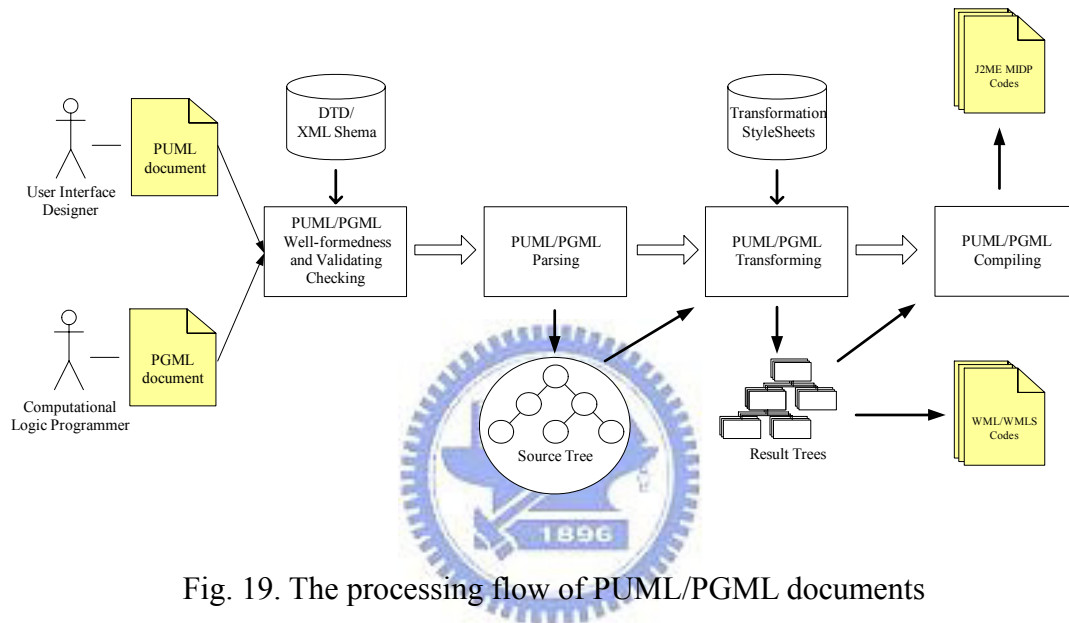 J2ME MIDP
Codes
DTD/
XML Shema
Transformation
StyleSheets
PUML
document
User Interface
Designer
PUML/PGML
Well-formedness
and Validating
Checking
PUML/PGML
Parsing
PUML/PGML
Transforming
PUML/PGML
Compiling
PGML
document
Computational
Logic Programmer
Source Tree
Result Trees
WML/WMLS
Codes
1896
Fig. 19. The processing flow of PUML/PGML documents